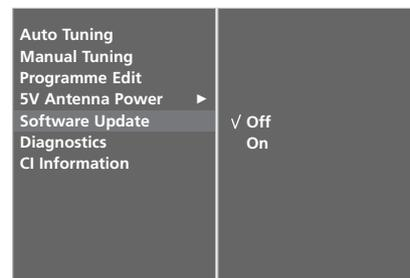 Auto Tuning
Manual Tuning
Programme Edit
5V Antenna Power ►
Software Update
Diagnostics
CI Information
√ Off
On